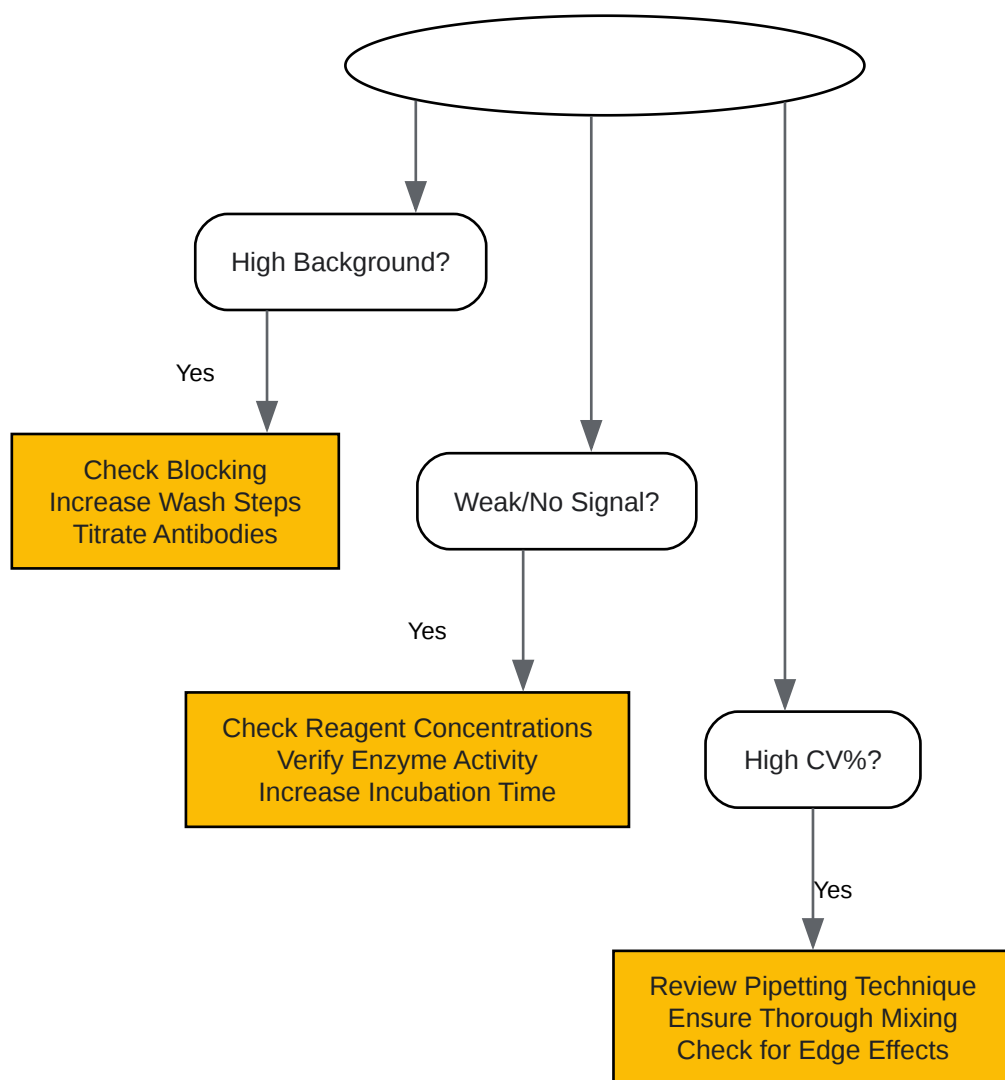 High Background?
Yes
Check Blocking
Increase Wash Steps
Titrate Antibodies
Weak/No Signal?
Yes
Check Reagent Concentrations
Verify Enzyme Activity
Increase Incubation Time
High CV%?
Yes
Review Pipetting Technique
Ensure Thorough Mixing
Check for Edge Effects